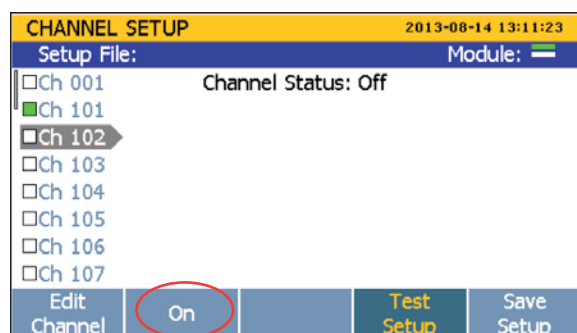 CHANNEL SETUP 2013-08-14 13:11:23
Setup File: Module:
Ch 001 Channel Status: Off
Ch 101
Ch 102
Ch 103
Ch 104
Ch 105
Ch 106
Ch 107
Edit Channel
On
Test Setup
Save Setup